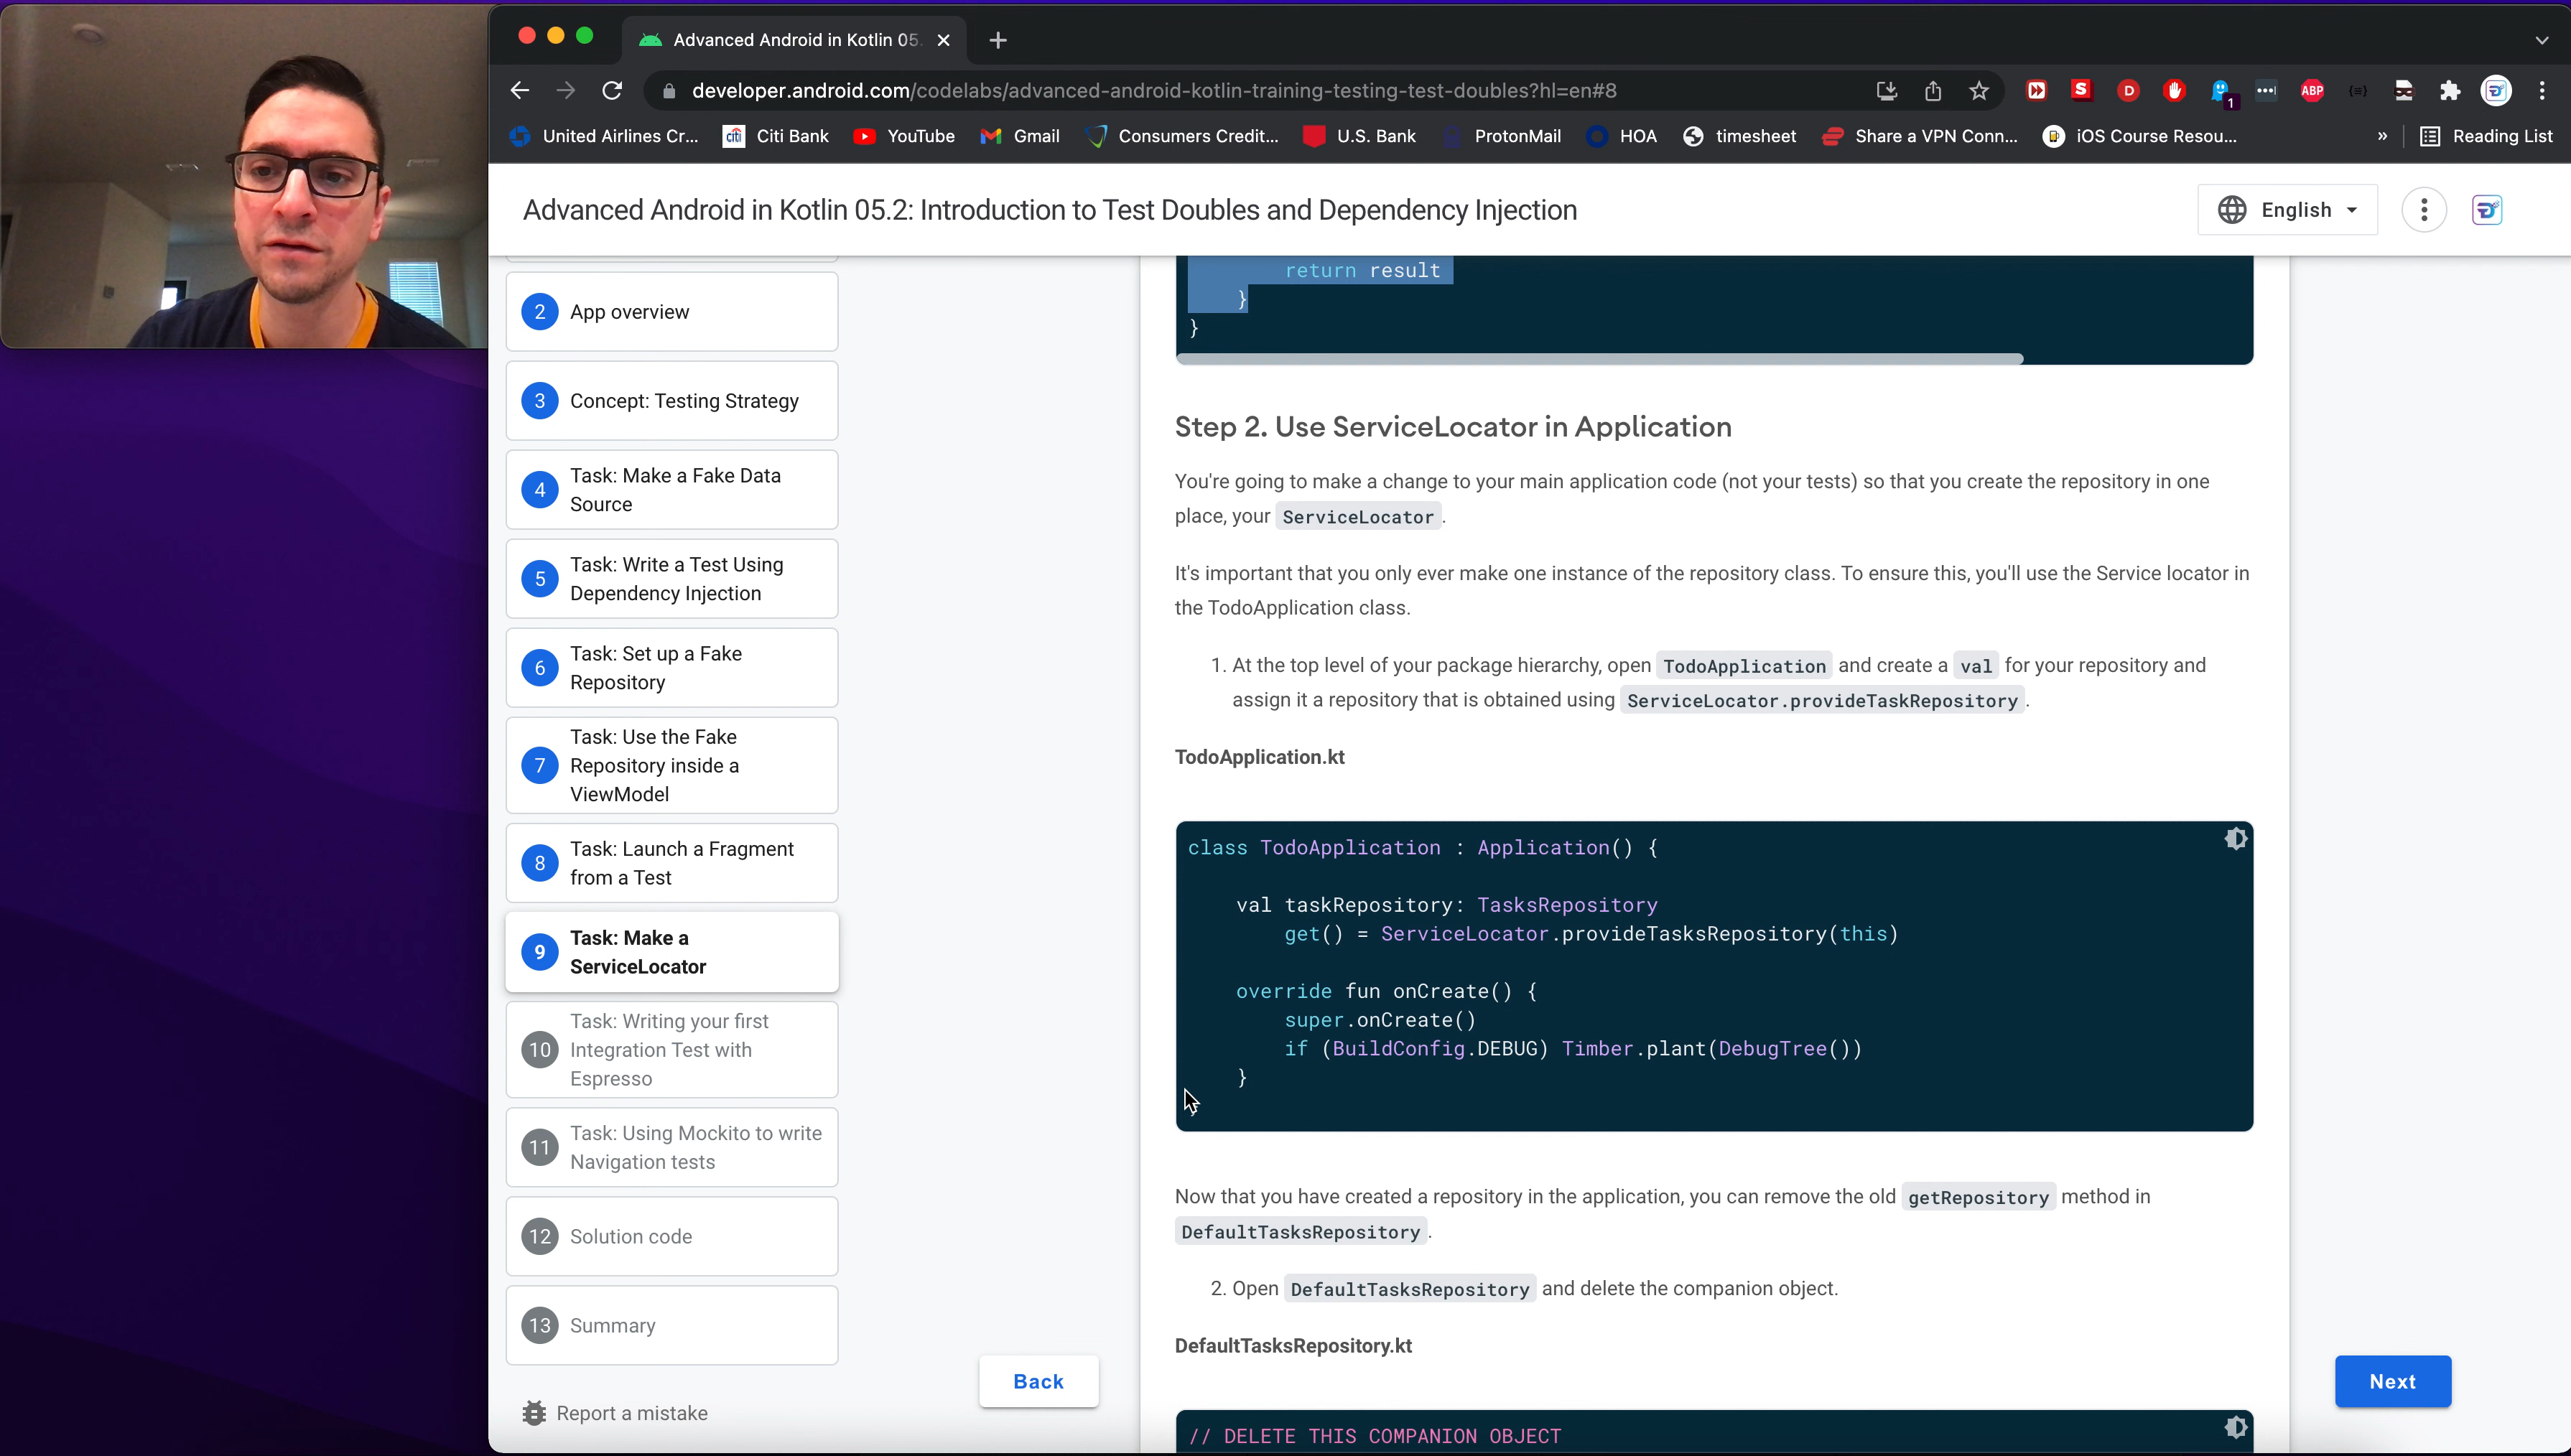 Advanced Android in Kotlin 05.
developer.android.com/codelabs/advanced-android-kotlin-training-testing-test-doubles?hl=en#8
S
D
1
ABP
United Airlines Cr...
citi
Citi Bank
YouTube
Gmail
Consumers Credit...
U.S. Bank
ProtonMail
HOA
timesheet
Share a VPN Conn...
iOS Course Resou...
»
Reading List
Advanced Android in Kotlin 05.2: Introduction to Test Doubles and Dependency Injection
English
2 App overview
3 Concept: Testing Strategy
4 Task: Make a Fake Data
Source
5 Task: Write a Test Using
Dependency Injection
6 Task: Set up a Fake
Repository
7 Task: Use the Fake
Repository inside a
ViewModel
8 Task: Launch a Fragment
from a Test
9 Task: Make a
ServiceLocator
10 Task: Writing your first
Integration Test with
Espresso
11 Task: Using Mockito to write
Navigation tests
12 Solution code
13 Summary
Report a mistake
return result
}
}
Step 2. Use ServiceLocator in Application
You're going to make a change to your main application code (not your tests) so that you create the repository in one
place, your ServiceLocator.
It's important that you only ever make one instance of the repository class. To ensure this, you'll use the Service locator in
the TodoApplication class.
1. At the top level of your package hierarchy, open TodoApplication and create a val for your repository and
assign it a repository that is obtained using ServiceLocator.provideTaskRepository.
TodoApplication.kt
class TodoApplication : Application() {
val taskRepository: TasksRepository
get() = ServiceLocator.provideTasksRepository(this)
override fun onCreate() {
super.onCreate()
if (BuildConfig.DEBUG) Timber.plant(DebugTree())
}
Now that you have created a repository in the application, you can remove the old getRepository method in
DefaultTasksRepository.
2. Open DefaultTasksRepository and delete the companion object.
DefaultTasksRepository.kt
// DELETE THIS COMPANION OBJECT
Back
Next